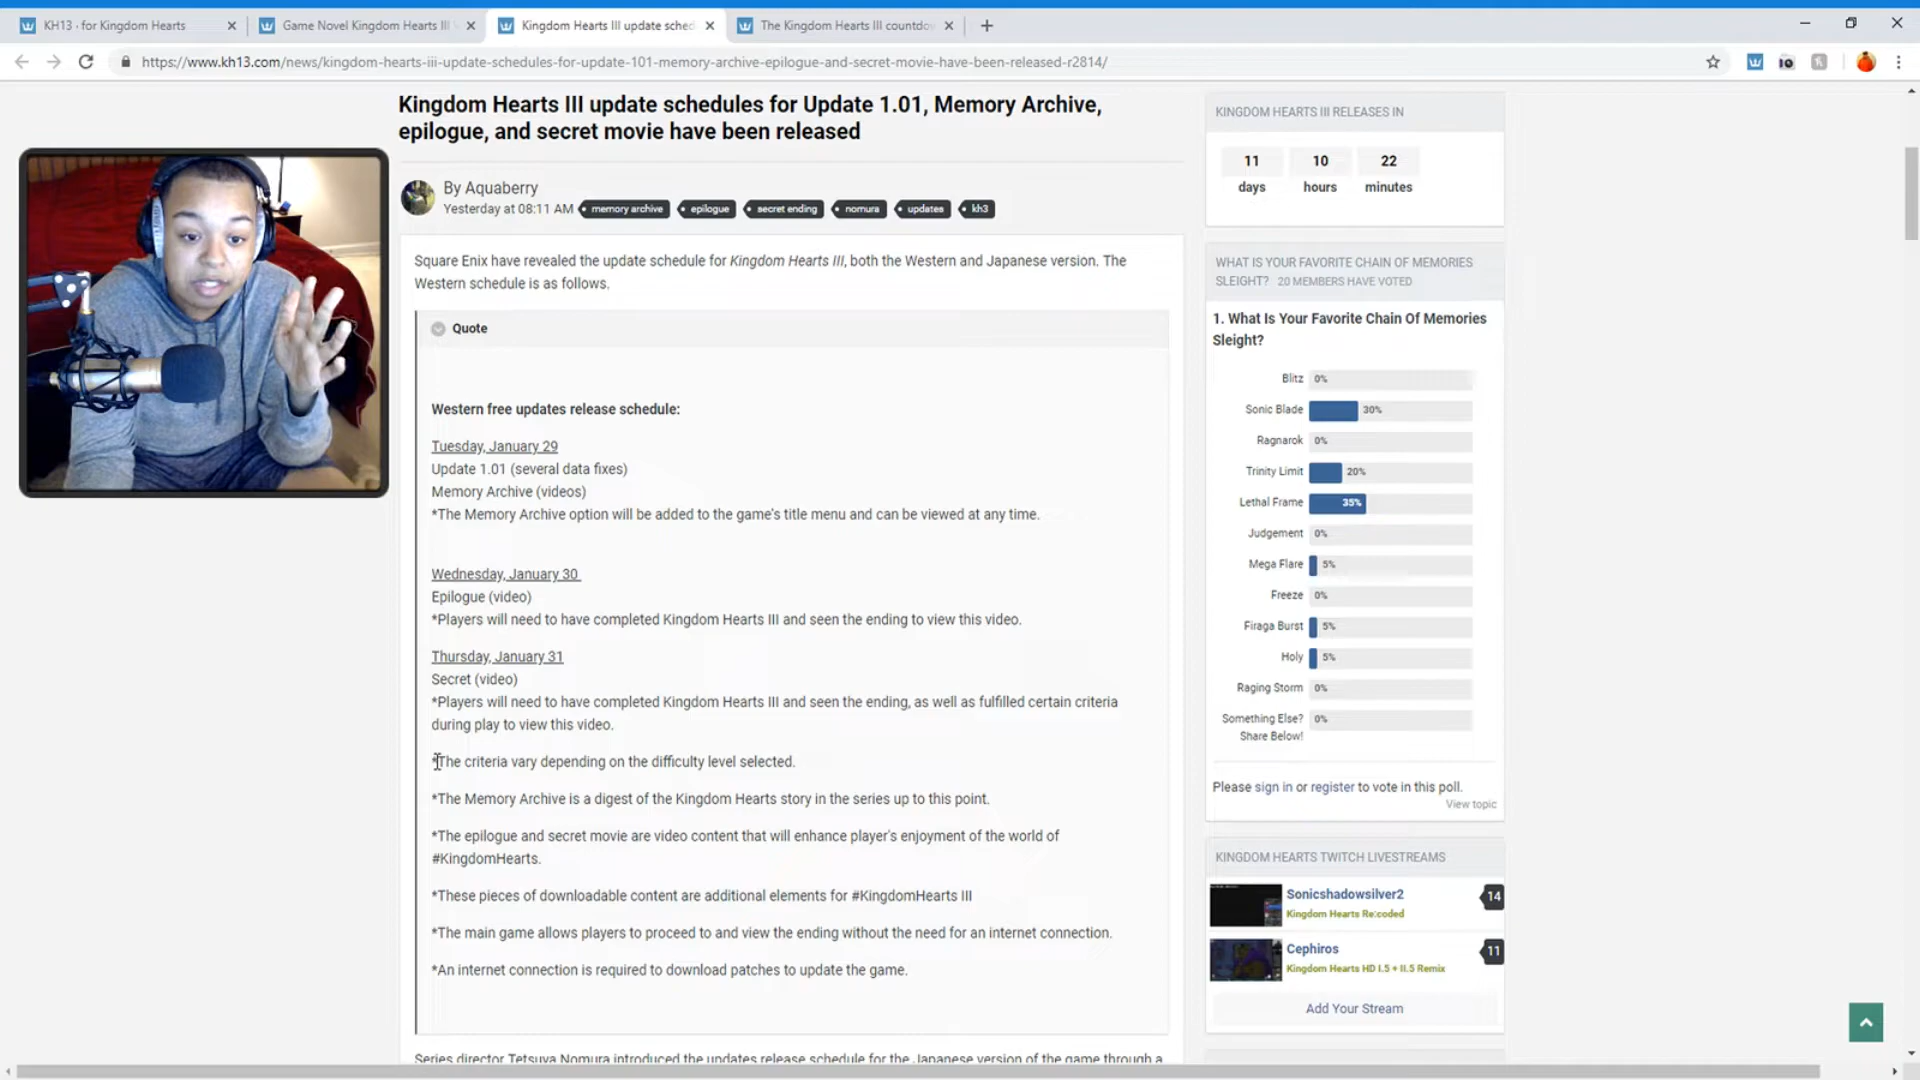 KH13 · for Kingdom Hearts
Game Novel Kingdom Hearts III
Kingdom Hearts III update sched
The Kingdom Hearts III countdow
https://www.kh13.com/news/kingdom-hearts-iii-update-schedules-for-update-101-memory-archive-epilogue-and-secret-movie-have-been-released-r2814/
Kingdom Hearts III update schedules for Update 1.01, Memory Archive,
epilogue, and secret movie have been released
By Aquaberry
Yesterday at 08:11 AM
memory archive
epilogue
secret ending
nomura
updates
kh3
Square Enix have revealed the update schedule for Kingdom Hearts III, both the Western and Japanese version. The
Western schedule is as follows.
Quote
Western free updates release schedule:
Tuesday, January 29
Update 1.01 (several data fixes)
Memory Archive (videos)
*The Memory Archive option will be added to the game's title menu and can be viewed at any time.
Wednesday, January 30
Epilogue (video)
*Players will need to have completed Kingdom Hearts III and seen the ending to view this video.
Thursday, January 31
Secret (video)
*Players will need to have completed Kingdom Hearts III and seen the ending, as well as fulfilled certain criteria
during play to view this video.
*The criteria vary depending on the difficulty level selected.
*The Memory Archive is a digest of the Kingdom Hearts story in the series up to this point.
*The epilogue and secret movie are video content that will enhance player's enjoyment of the world of
#KingdomHearts.
*These pieces of downloadable content are additional elements for #KingdomHearts III
*The main game allows players to proceed to and view the ending without the need for an internet connection.
*An internet connection is required to download patches to update the game.
Series director Tetsuya Nomura introduced the updates release schedule for the Japanese version of the game through a
KINGDOM HEARTS III RELEASES IN
11 10 22
days hours minutes
WHAT IS YOUR FAVORITE CHAIN OF MEMORIES
SLEIGHT? 20 MEMBERS HAVE VOTED
1. What Is Your Favorite Chain Of Memories
Sleight?
Blitz 0%
Sonic Blade 30%
Ragnarok 0%
Trinity Limit 20%
Lethal Frame 35%
Judgement 0%
Mega Flare 5%
Freeze 0%
Firaga Burst 5%
Holy 5%
Raging Storm 0%
Something Else? 0%
Share Below!
Please sign in or register to vote in this poll.
View topic
KINGDOM HEARTS TWITCH LIVESTREAMS
Sonicshadowsilver2 14
Kingdom Hearts Re:coded
Cephiros 11
Kingdom Hearts HD I.5 + II.5 Remix
Add Your Stream